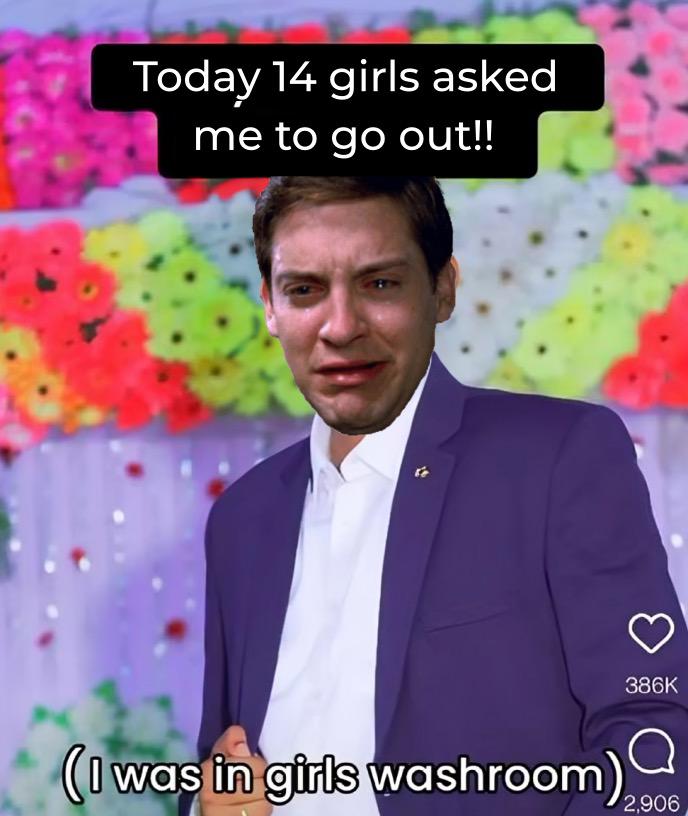 Today 14 girls asked
me to go out!!
386K
(I was in girls washroom)
2,906